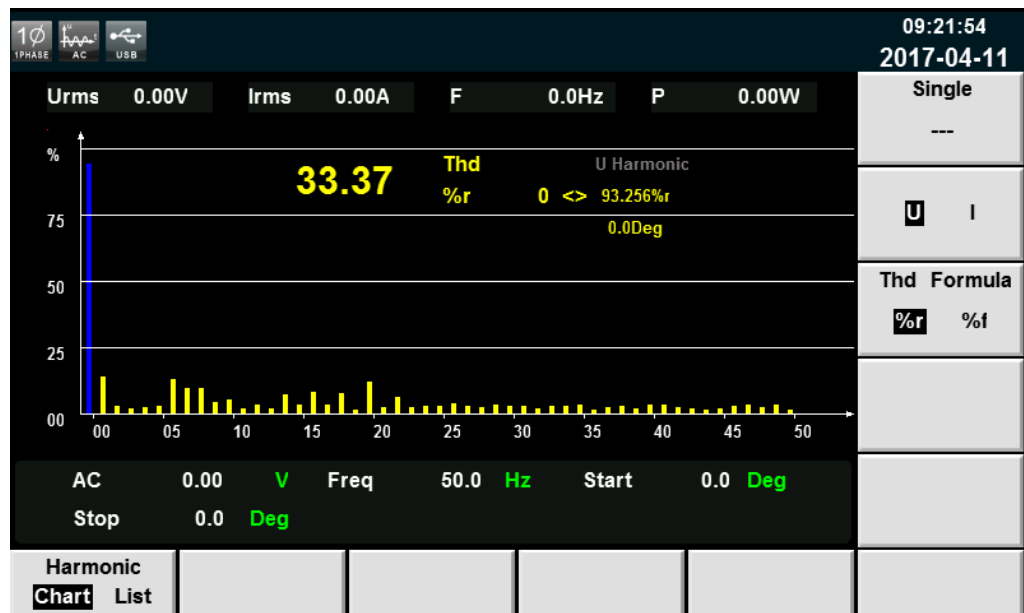 1Ø 1PHASE
U t AC
USB
09:21:54
2017-04-11
Urms 0.00V Irms 0.00A F 0.0Hz P 0.00W
Single
---
%
33.37 Thd U Harmonic
%r 0 <> 93.256%r
0.0Deg
75
U I
50
Thd Formula
%r %f
25
00
00 05 10 15 20 25 30 35 40 45 50
AC 0.00 V Freq 50.0 Hz Start 0.0 Deg
Stop 0.0 Deg
Harmonic
Chart List